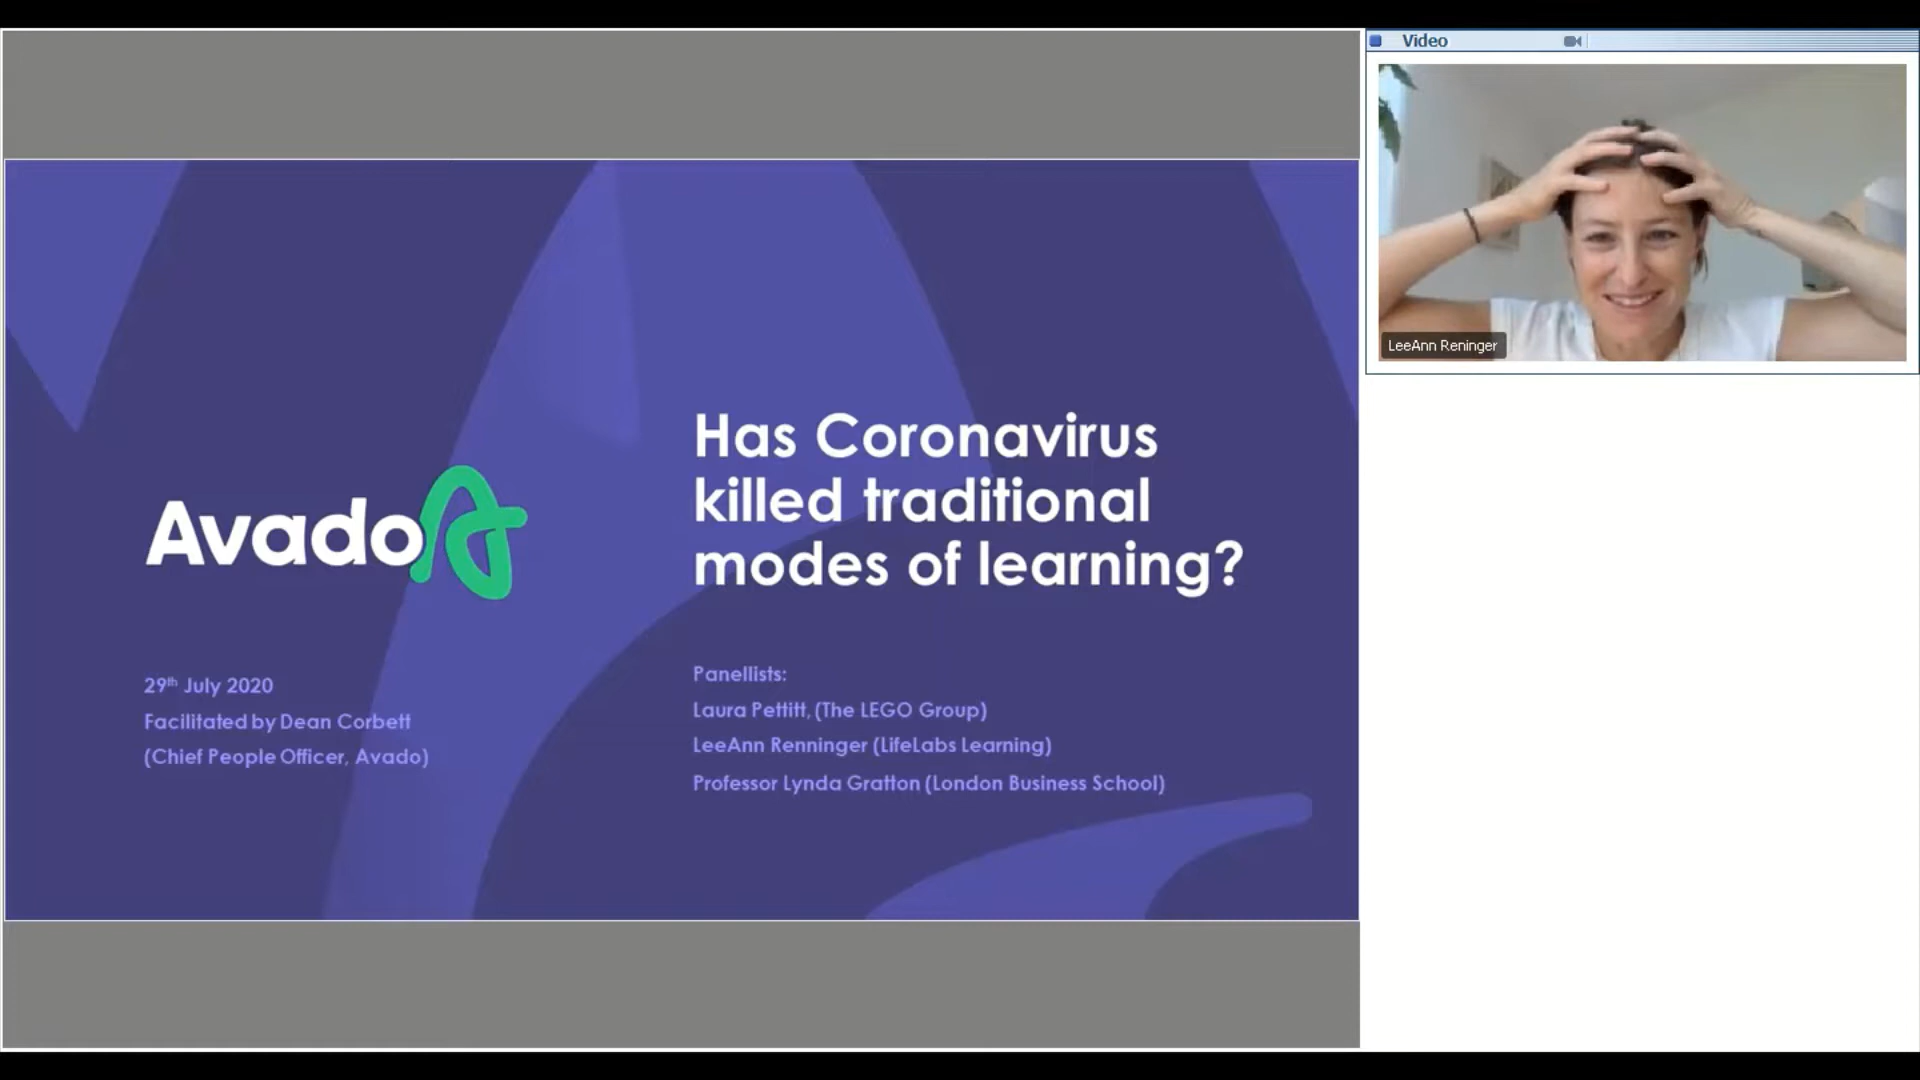 Video
LeeAnn Reninger
Has Coronavirus
killed traditional
modes of learning?
Avado
29th July 2020
Facilitated by Dean Corbett
(Chief People Officer, Avado)
Panellists:
Laura Pettitt, (The LEGO Group)
LeeAnn Renninger (LifeLabs Learning)
Professor Lynda Gratton (London Business School)